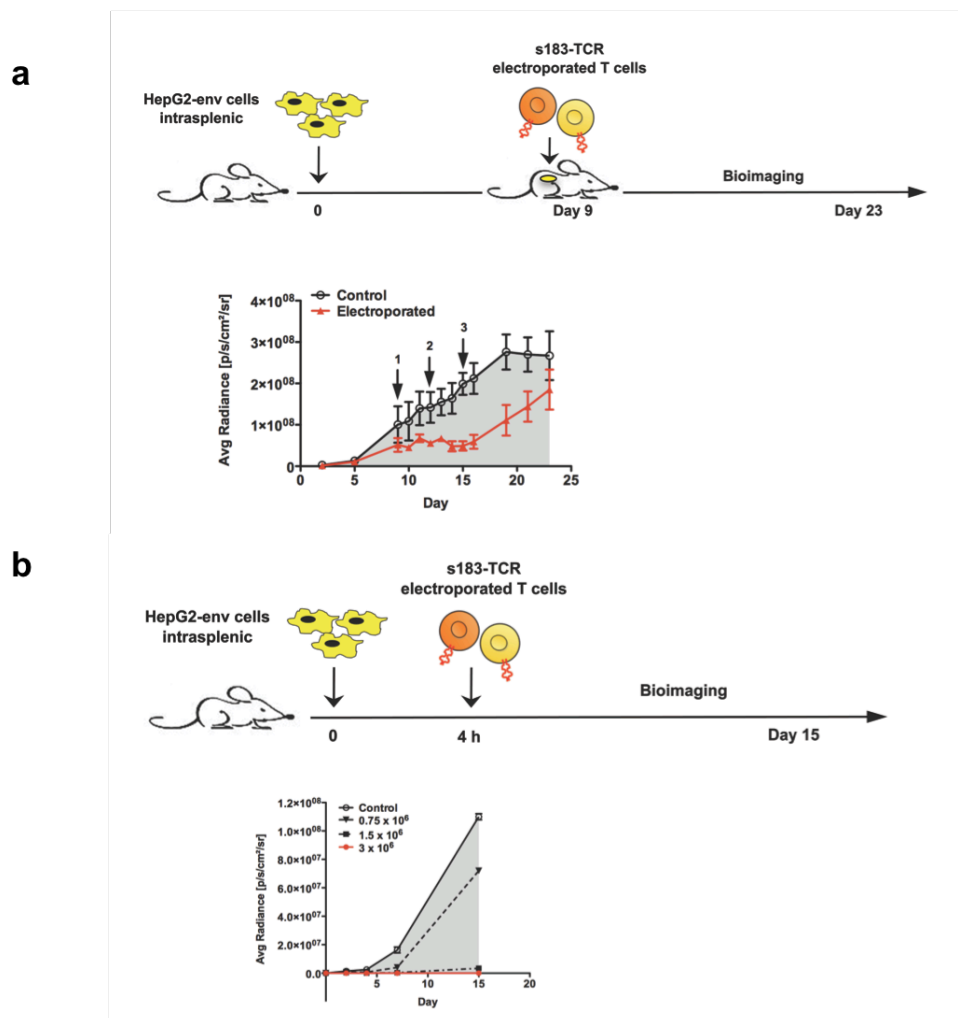 a
s183-TCR
electroporated T cells
HepG2-env cells
intrasplenic
Bioimaging
0
Day 9
Day 23
Avg Radiance [p/s/cm²/sr]
4×10⁰⁸
3×10⁰⁸
2×10⁰⁸
1×10⁰⁸
0
Control
Electroporated
1
2
3
0 5 10 15 20 25
Day
b
s183-TCR
electroporated T cells
HepG2-env cells
intrasplenic
Bioimaging
0
4 h
Day 15
Avg Radiance [p/s/cm²/sr]
1.2×10⁰⁸
1.0×10⁰⁸
8.0×10⁰⁷
6.0×10⁰⁷
4.0×10⁰⁷
2.0×10⁰⁷
0.0
Control
0.75 x 10⁶
1.5 x 10⁶
3 x 10⁶
5 10 15 20
Day